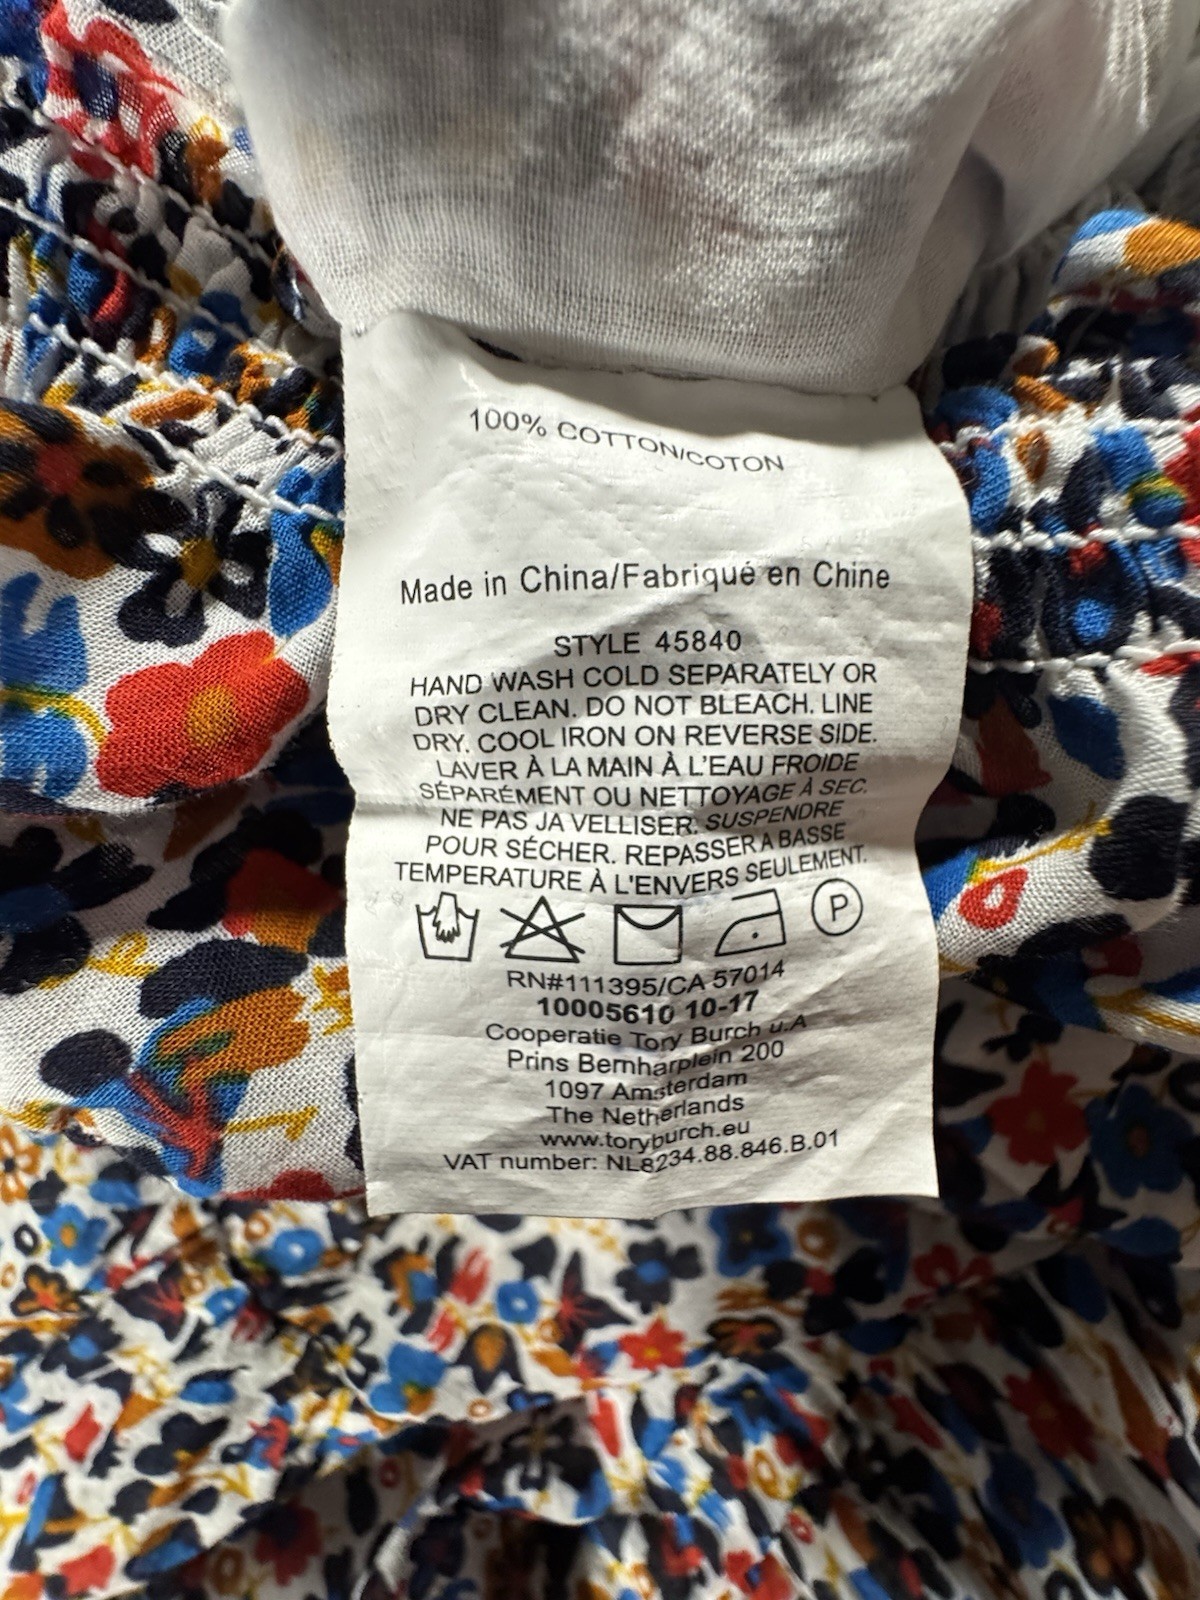 100% COTTON/COTON
Made in China/Fabriqué en Chine
STYLE 45840
HAND WASH COLD SEPARATELY OR
DRY CLEAN. DO NOT BLEACH. LINE
DRY. COOL IRON ON REVERSE SIDE.
LAVER À LA MAIN À L'EAU FROIDE
SÉPARÉMENT OU NETTOYAGE À SEC.
NE PAS JA VELLISER. SUSPENDRE
POUR SÉCHER. REPASSER A BASSE
TEMPERATURE À L'ENVERS SEULEMENT.
P
RN#111395/CA 57014
10005610 10-17
Cooperatie Tory Burch u.A
Prins Bernharplein 200
1097 Amsterdam
The Netherlands
www.toryburch.eu
VAT number: NL8234.88.846.B.01